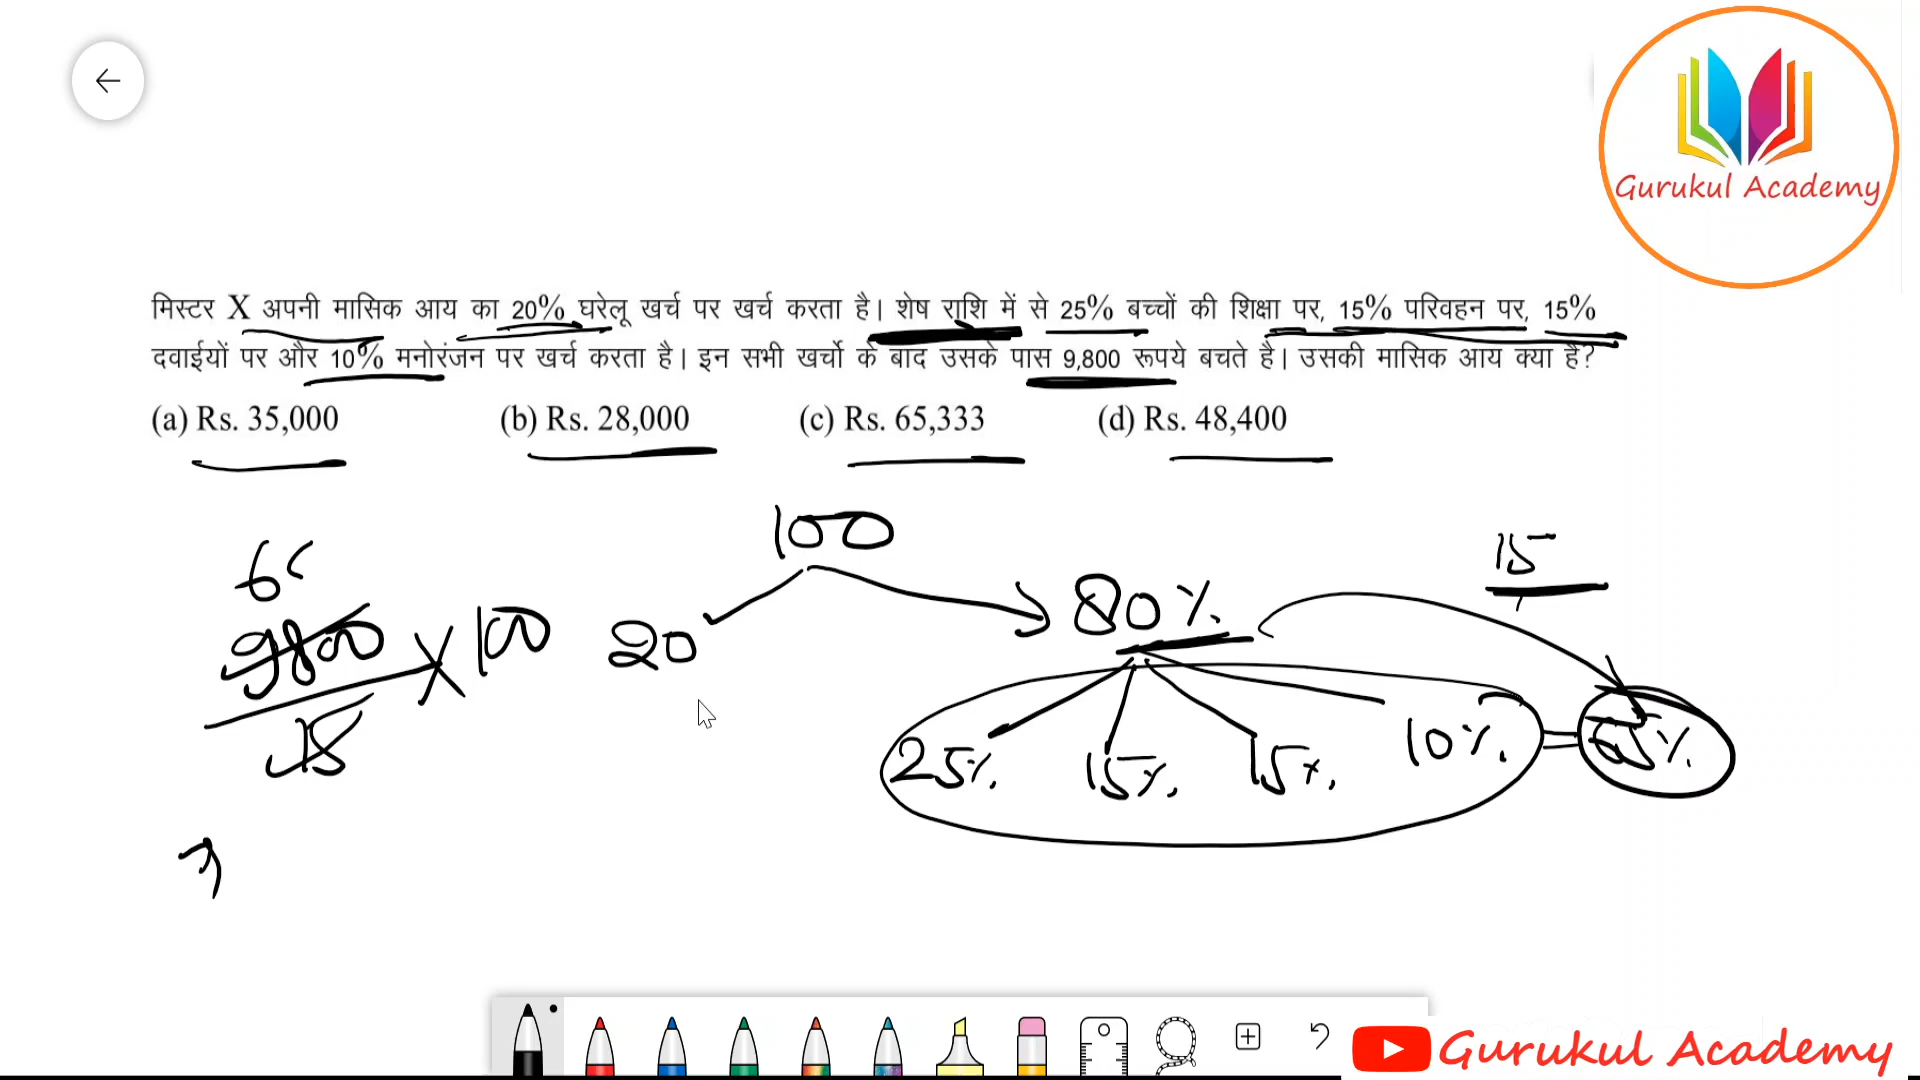 Gurukul Academy
मिस्टर X अपनी मासिक आय का 20% घरेलू खर्च पर खर्च करता है। शेष राशि में से 25% बच्चों की शिक्षा पर, 15% परिवहन पर, 15%
दवाईयों पर और 10% मनोरंजन पर खर्च करता है। इन सभी खर्चो के बाद उसके पास 9,800 रूपये बचते है। उसकी मासिक आय क्या है?
(a) Rs. 35,000 (b) Rs. 28,000 (c) Rs. 65,333 (d) Rs. 48,400
100
15
80%
9800 × 100
20
15
25% 15% 15% 10% =
Gurukul Academy